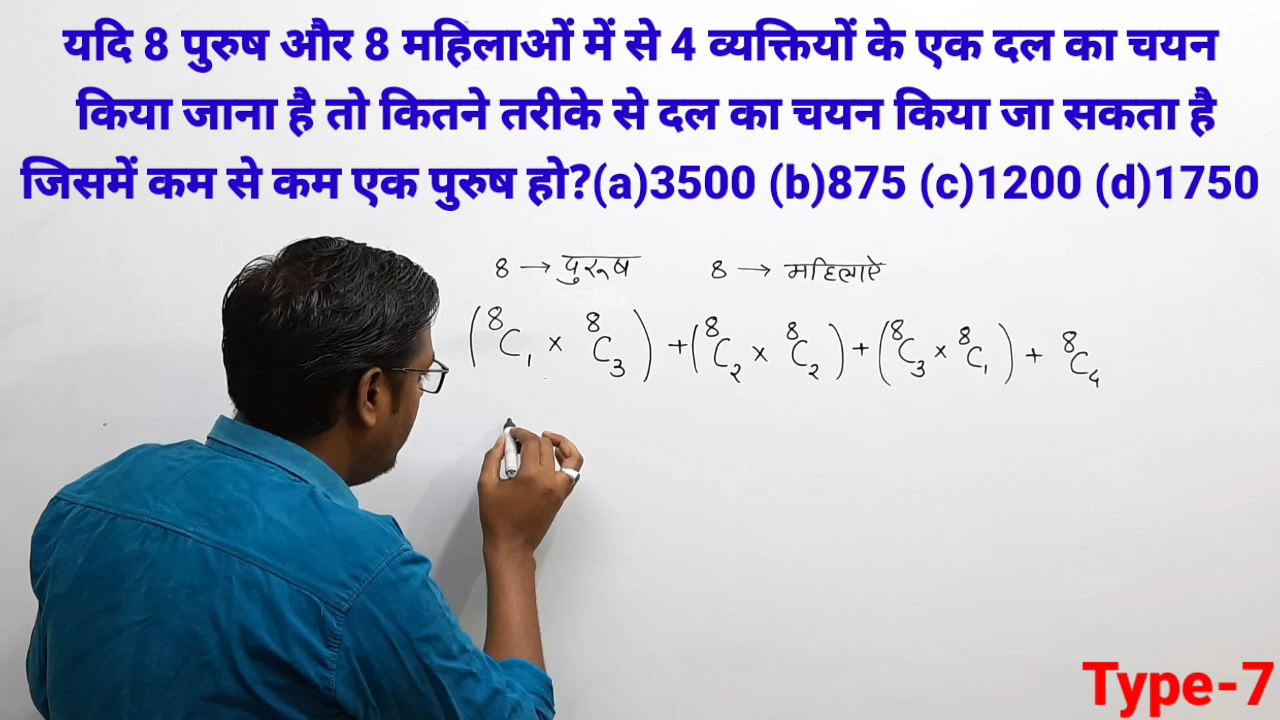 यदि 8 पुरुष और 8 महिलाओं में से 4 व्यक्तियों के एक दल का चयन
किया जाना है तो कितने तरीके से दल का चयन किया जा सकता है
जिसमें कम से कम एक पुरुष हो?(a)3500 (b)875 (c)1200 (d)1750
8 → पुरूष 8 → महिलाऐ
(⁸C₁ × ⁸C₃) + (⁸C₂ × ⁸C₂) + (⁸C₃ × ⁸C₁) + ⁸C₄
Type-7